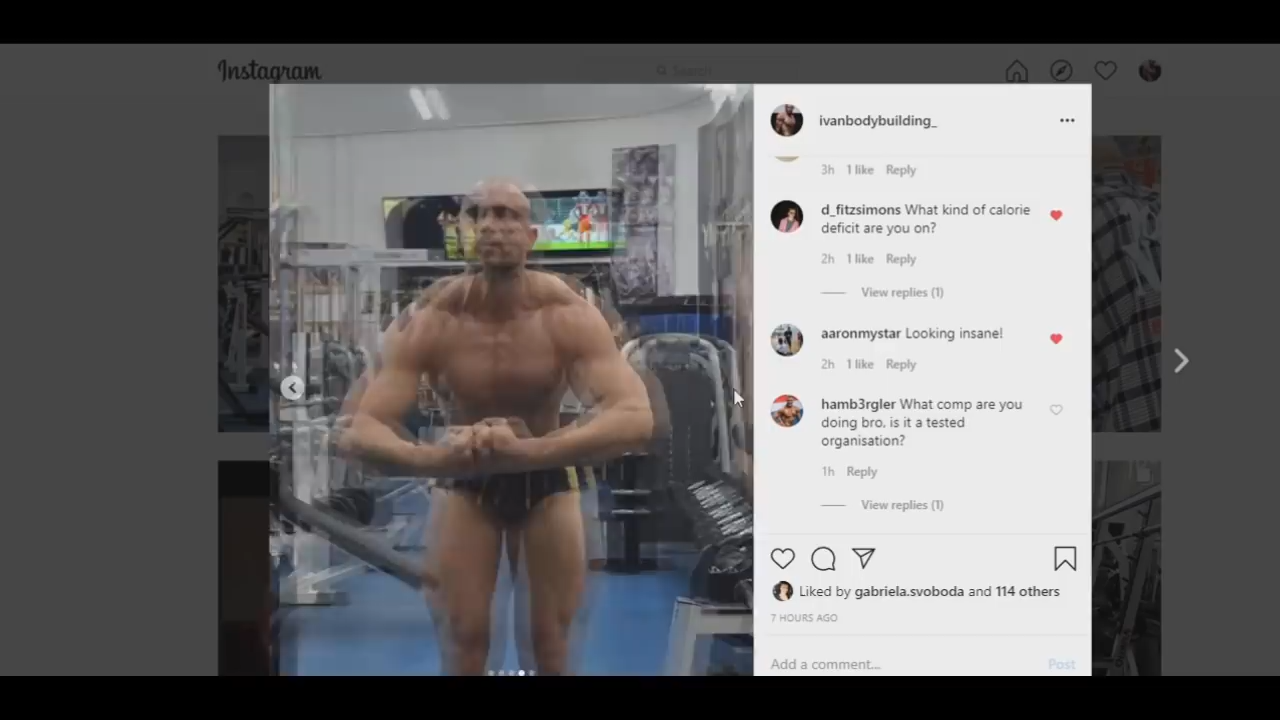 Instagram
Search
ivanbodybuilding_
3h 1 like Reply
d_fitzsimons What kind of calorie
deficit are you on?
2h 1 like Reply
View replies (1)
aaronmystar Looking insane!
2h 1 like Reply
hamb3rgler What comp are you
doing bro, is it a tested
organisation?
1h Reply
View replies (1)
Liked by gabriela.svoboda and 114 others
7 HOURS AGO
Add a comment... Post